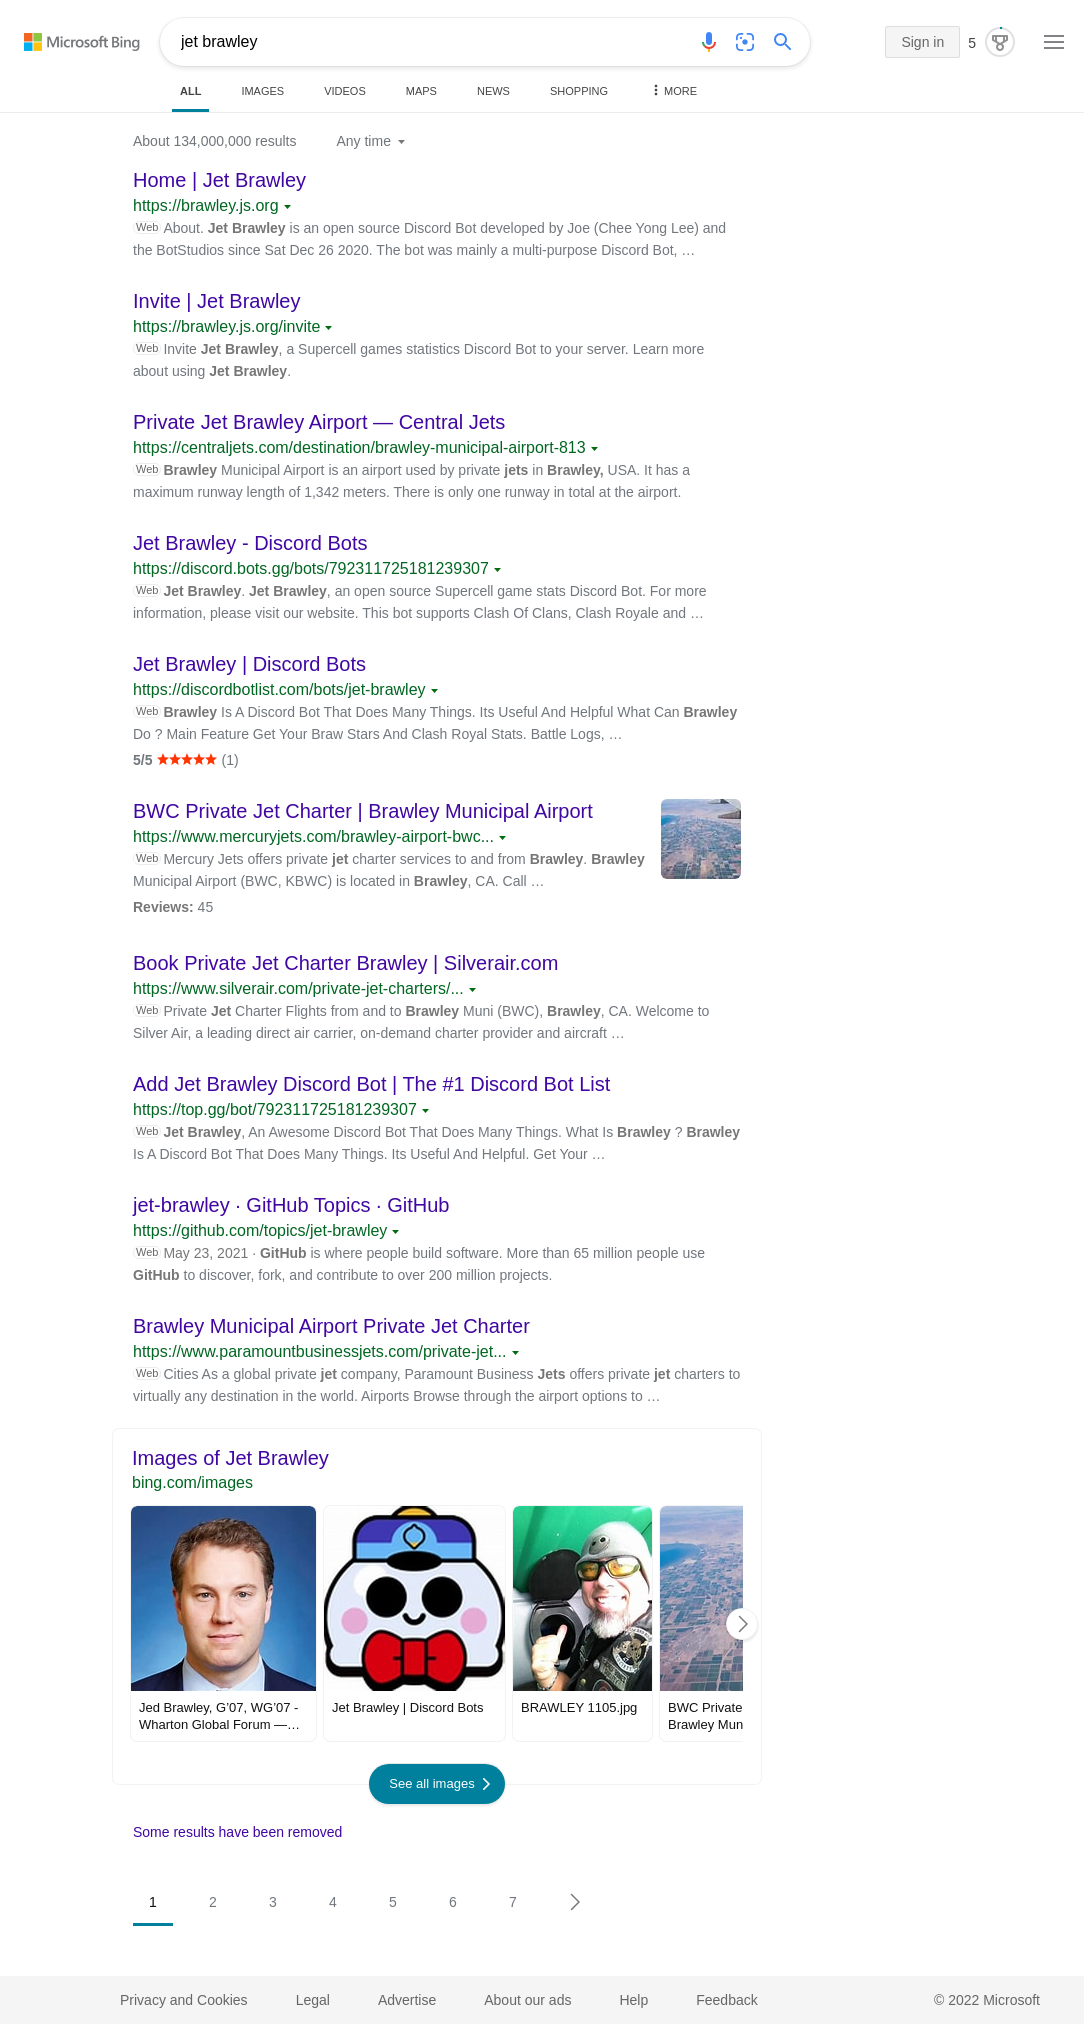 Microsoft Bing
jet brawley
Sign in
5
ALL IMAGES VIDEOS MAPS NEWS SHOPPING MORE
About 134,000,000 results Any time
Home | Jet Brawley
https://brawley.js.org
Web About. Jet Brawley is an open source Discord Bot developed by Joe (Chee Yong Lee) and
the BotStudios since Sat Dec 26 2020. The bot was mainly a multi-purpose Discord Bot, …
Invite | Jet Brawley
https://brawley.js.org/invite
Web Invite Jet Brawley, a Supercell games statistics Discord Bot to your server. Learn more
about using Jet Brawley.
Private Jet Brawley Airport — Central Jets
https://centraljets.com/destination/brawley-municipal-airport-813
Web Brawley Municipal Airport is an airport used by private jets in Brawley, USA. It has a
maximum runway length of 1,342 meters. There is only one runway in total at the airport.
Jet Brawley - Discord Bots
https://discord.bots.gg/bots/792311725181239307
Web Jet Brawley. Jet Brawley, an open source Supercell game stats Discord Bot. For more
information, please visit our website. This bot supports Clash Of Clans, Clash Royale and …
Jet Brawley | Discord Bots
https://discordbotlist.com/bots/jet-brawley
Web Brawley Is A Discord Bot That Does Many Things. Its Useful And Helpful What Can Brawley
Do ? Main Feature Get Your Braw Stars And Clash Royal Stats. Battle Logs, …
5/5 (1)
BWC Private Jet Charter | Brawley Municipal Airport
https://www.mercuryjets.com/brawley-airport-bwc...
Web Mercury Jets offers private jet charter services to and from Brawley. Brawley
Municipal Airport (BWC, KBWC) is located in Brawley, CA. Call …
Reviews: 45
Book Private Jet Charter Brawley | Silverair.com
https://www.silverair.com/private-jet-charters/...
Web Private Jet Charter Flights from and to Brawley Muni (BWC), Brawley, CA. Welcome to
Silver Air, a leading direct air carrier, on-demand charter provider and aircraft …
Add Jet Brawley Discord Bot | The #1 Discord Bot List
https://top.gg/bot/792311725181239307
Web Jet Brawley, An Awesome Discord Bot That Does Many Things. What Is Brawley ? Brawley
Is A Discord Bot That Does Many Things. Its Useful And Helpful. Get Your …
jet-brawley · GitHub Topics · GitHub
https://github.com/topics/jet-brawley
Web May 23, 2021 · GitHub is where people build software. More than 65 million people use
GitHub to discover, fork, and contribute to over 200 million projects.
Brawley Municipal Airport Private Jet Charter
https://www.paramountbusinessjets.com/private-jet...
Web Cities As a global private jet company, Paramount Business Jets offers private jet charters to
virtually any destination in the world. Airports Browse through the airport options to …
Images of Jet Brawley
bing.com/images
Jed Brawley, G’07, WG’07 -
Wharton Global Forum —…
Jet Brawley | Discord Bots
BRAWLEY 1105.jpg
BWC Private
Brawley Mun
See all images
Some results have been removed
1 2 3 4 5 6 7
Privacy and Cookies Legal Advertise About our ads Help Feedback © 2022 Microsoft